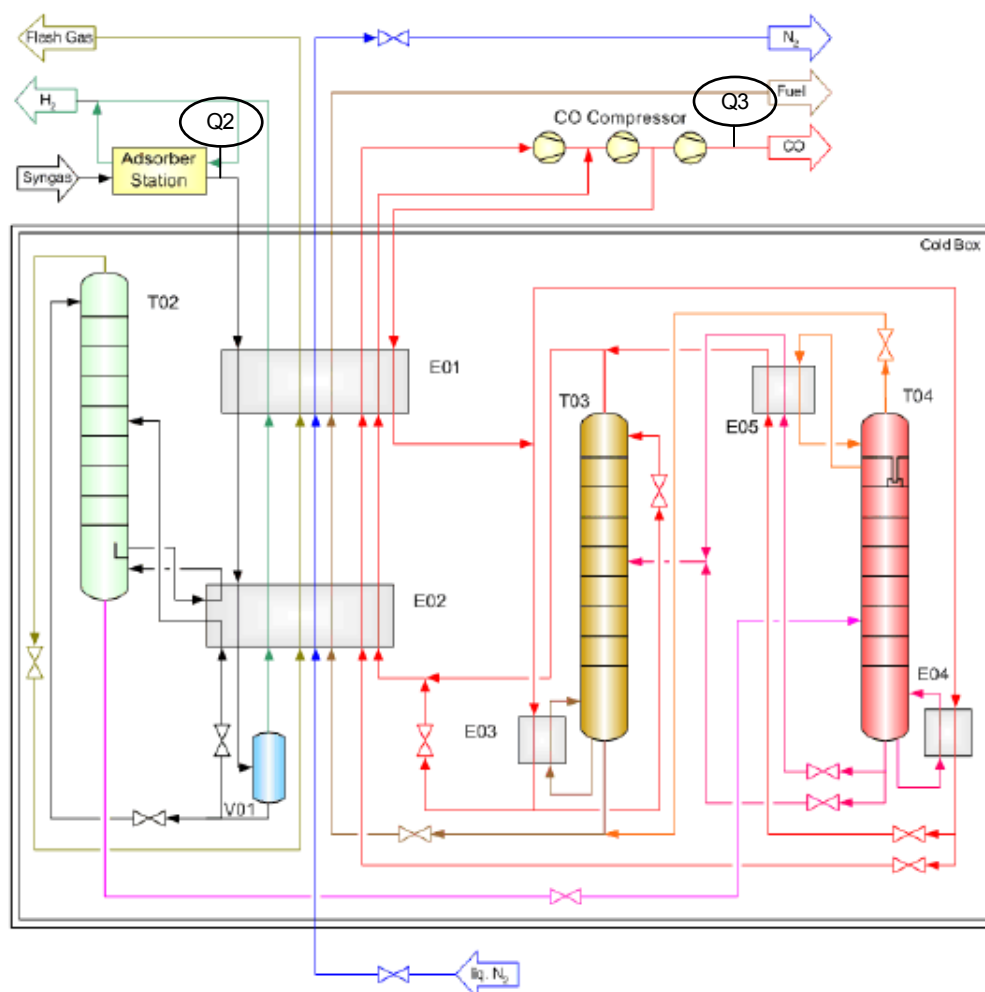 Flash Gas
N2
H2
Q2
Fuel
Q3
CO Compressor
CO
Adsorber
Station
Syngas
Cold Box
T02
E01
T03
T04
E05
E02
E04
E03
V01
liq. N2